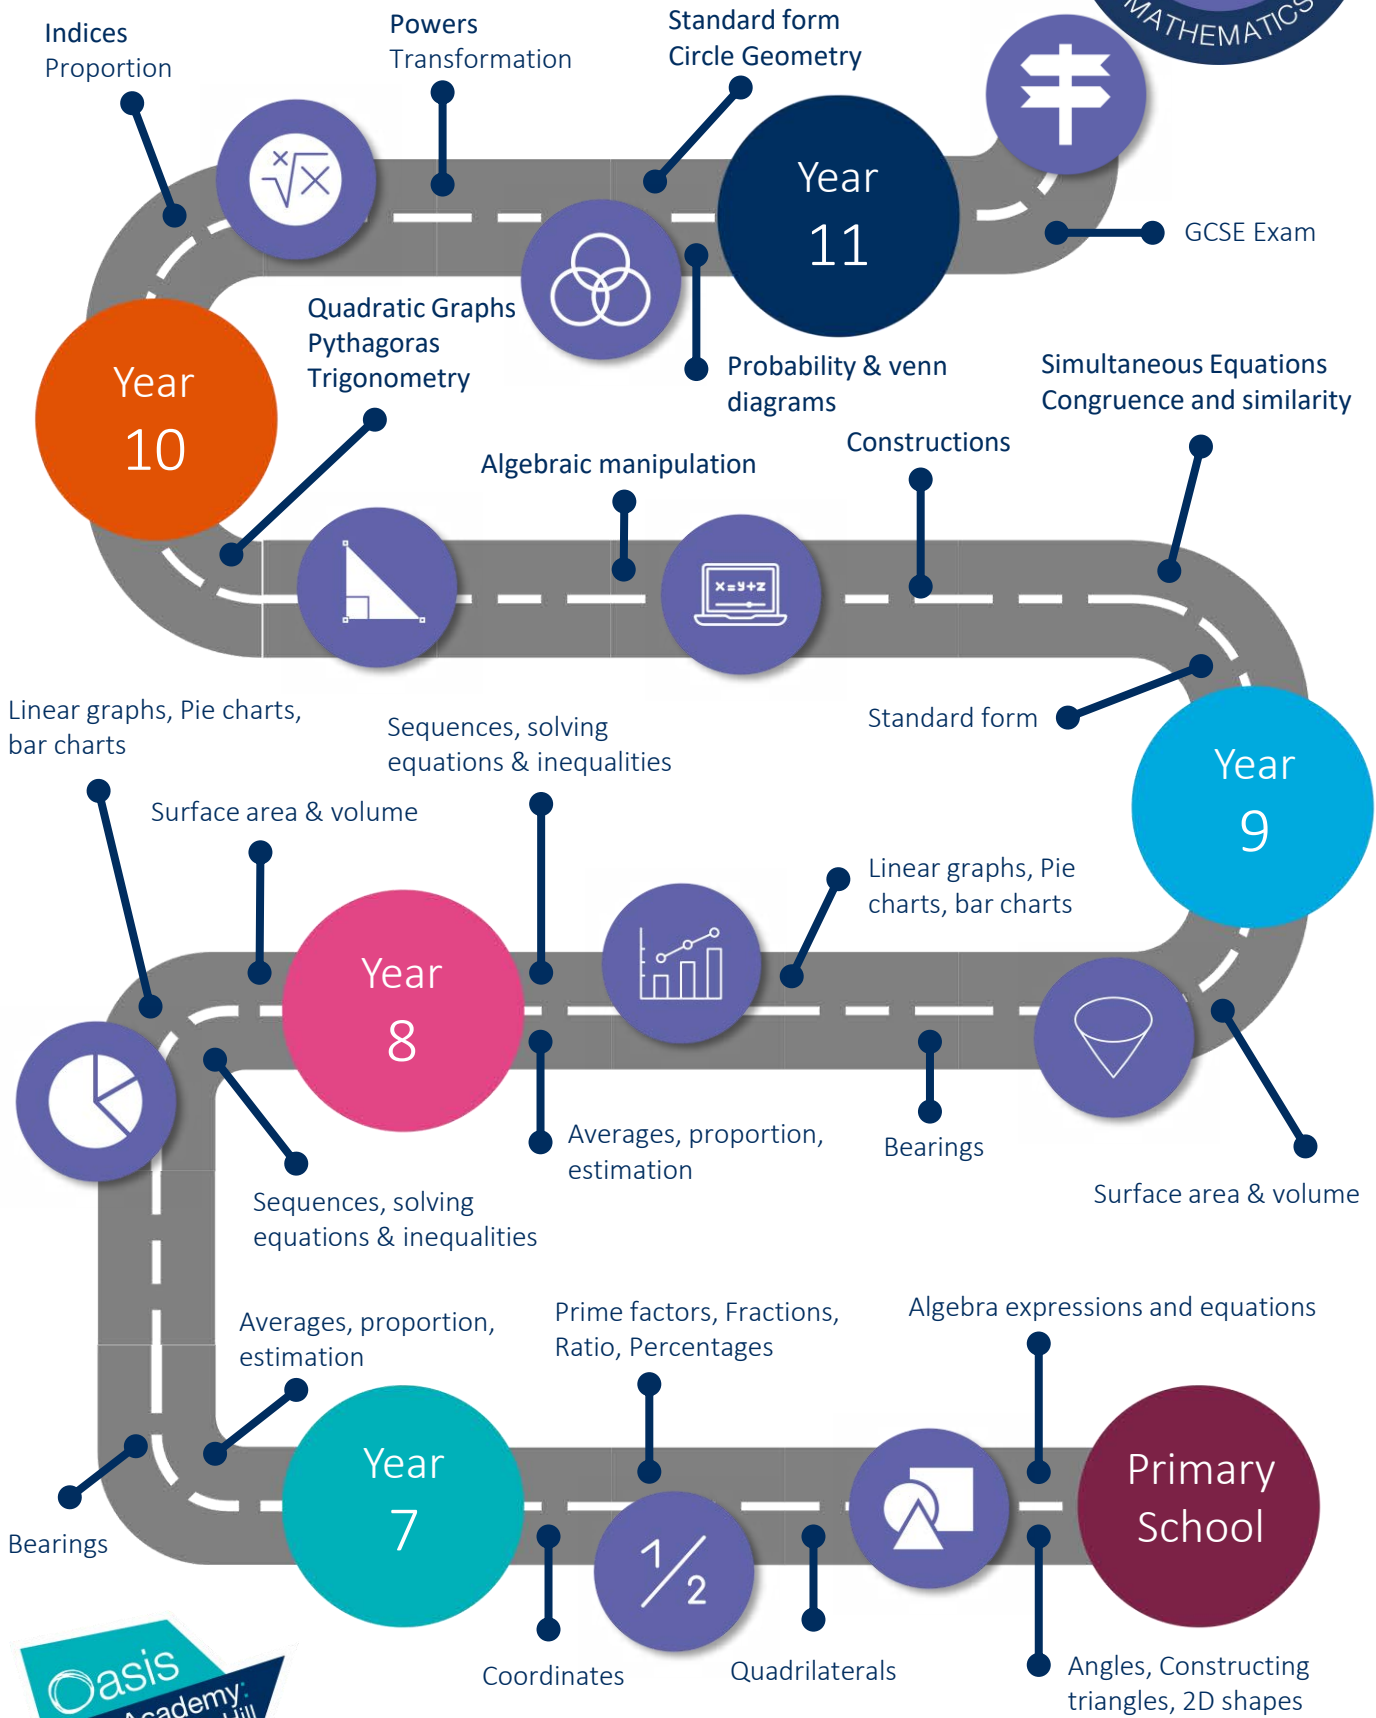 MATHEMATICS
Indices
Proportion
Powers
Transformation
Standard form
Circle Geometry
Year
11
GCSE Exam
Quadratic Graphs
Pythagoras
Trigonometry
Year
10
Probability & venn
diagrams
Simultaneous Equations
Congruence and similarity
Algebraic manipulation
Constructions
x=y+z
Linear graphs, Pie charts,
bar charts
Sequences, solving
equations & inequalities
Standard form
Year
9
Surface area & volume
Linear graphs, Pie
charts, bar charts
Year
8
Averages, proportion,
estimation
Bearings
Surface area & volume
Sequences, solving
equations & inequalities
Averages, proportion,
estimation
Prime factors, Fractions,
Ratio, Percentages
Algebra expressions and equations
Year
7
1/2
Primary
School
Bearings
Coordinates
Quadrilaterals
Angles, Constructing
triangles, 2D shapes
Oasis
Academy: